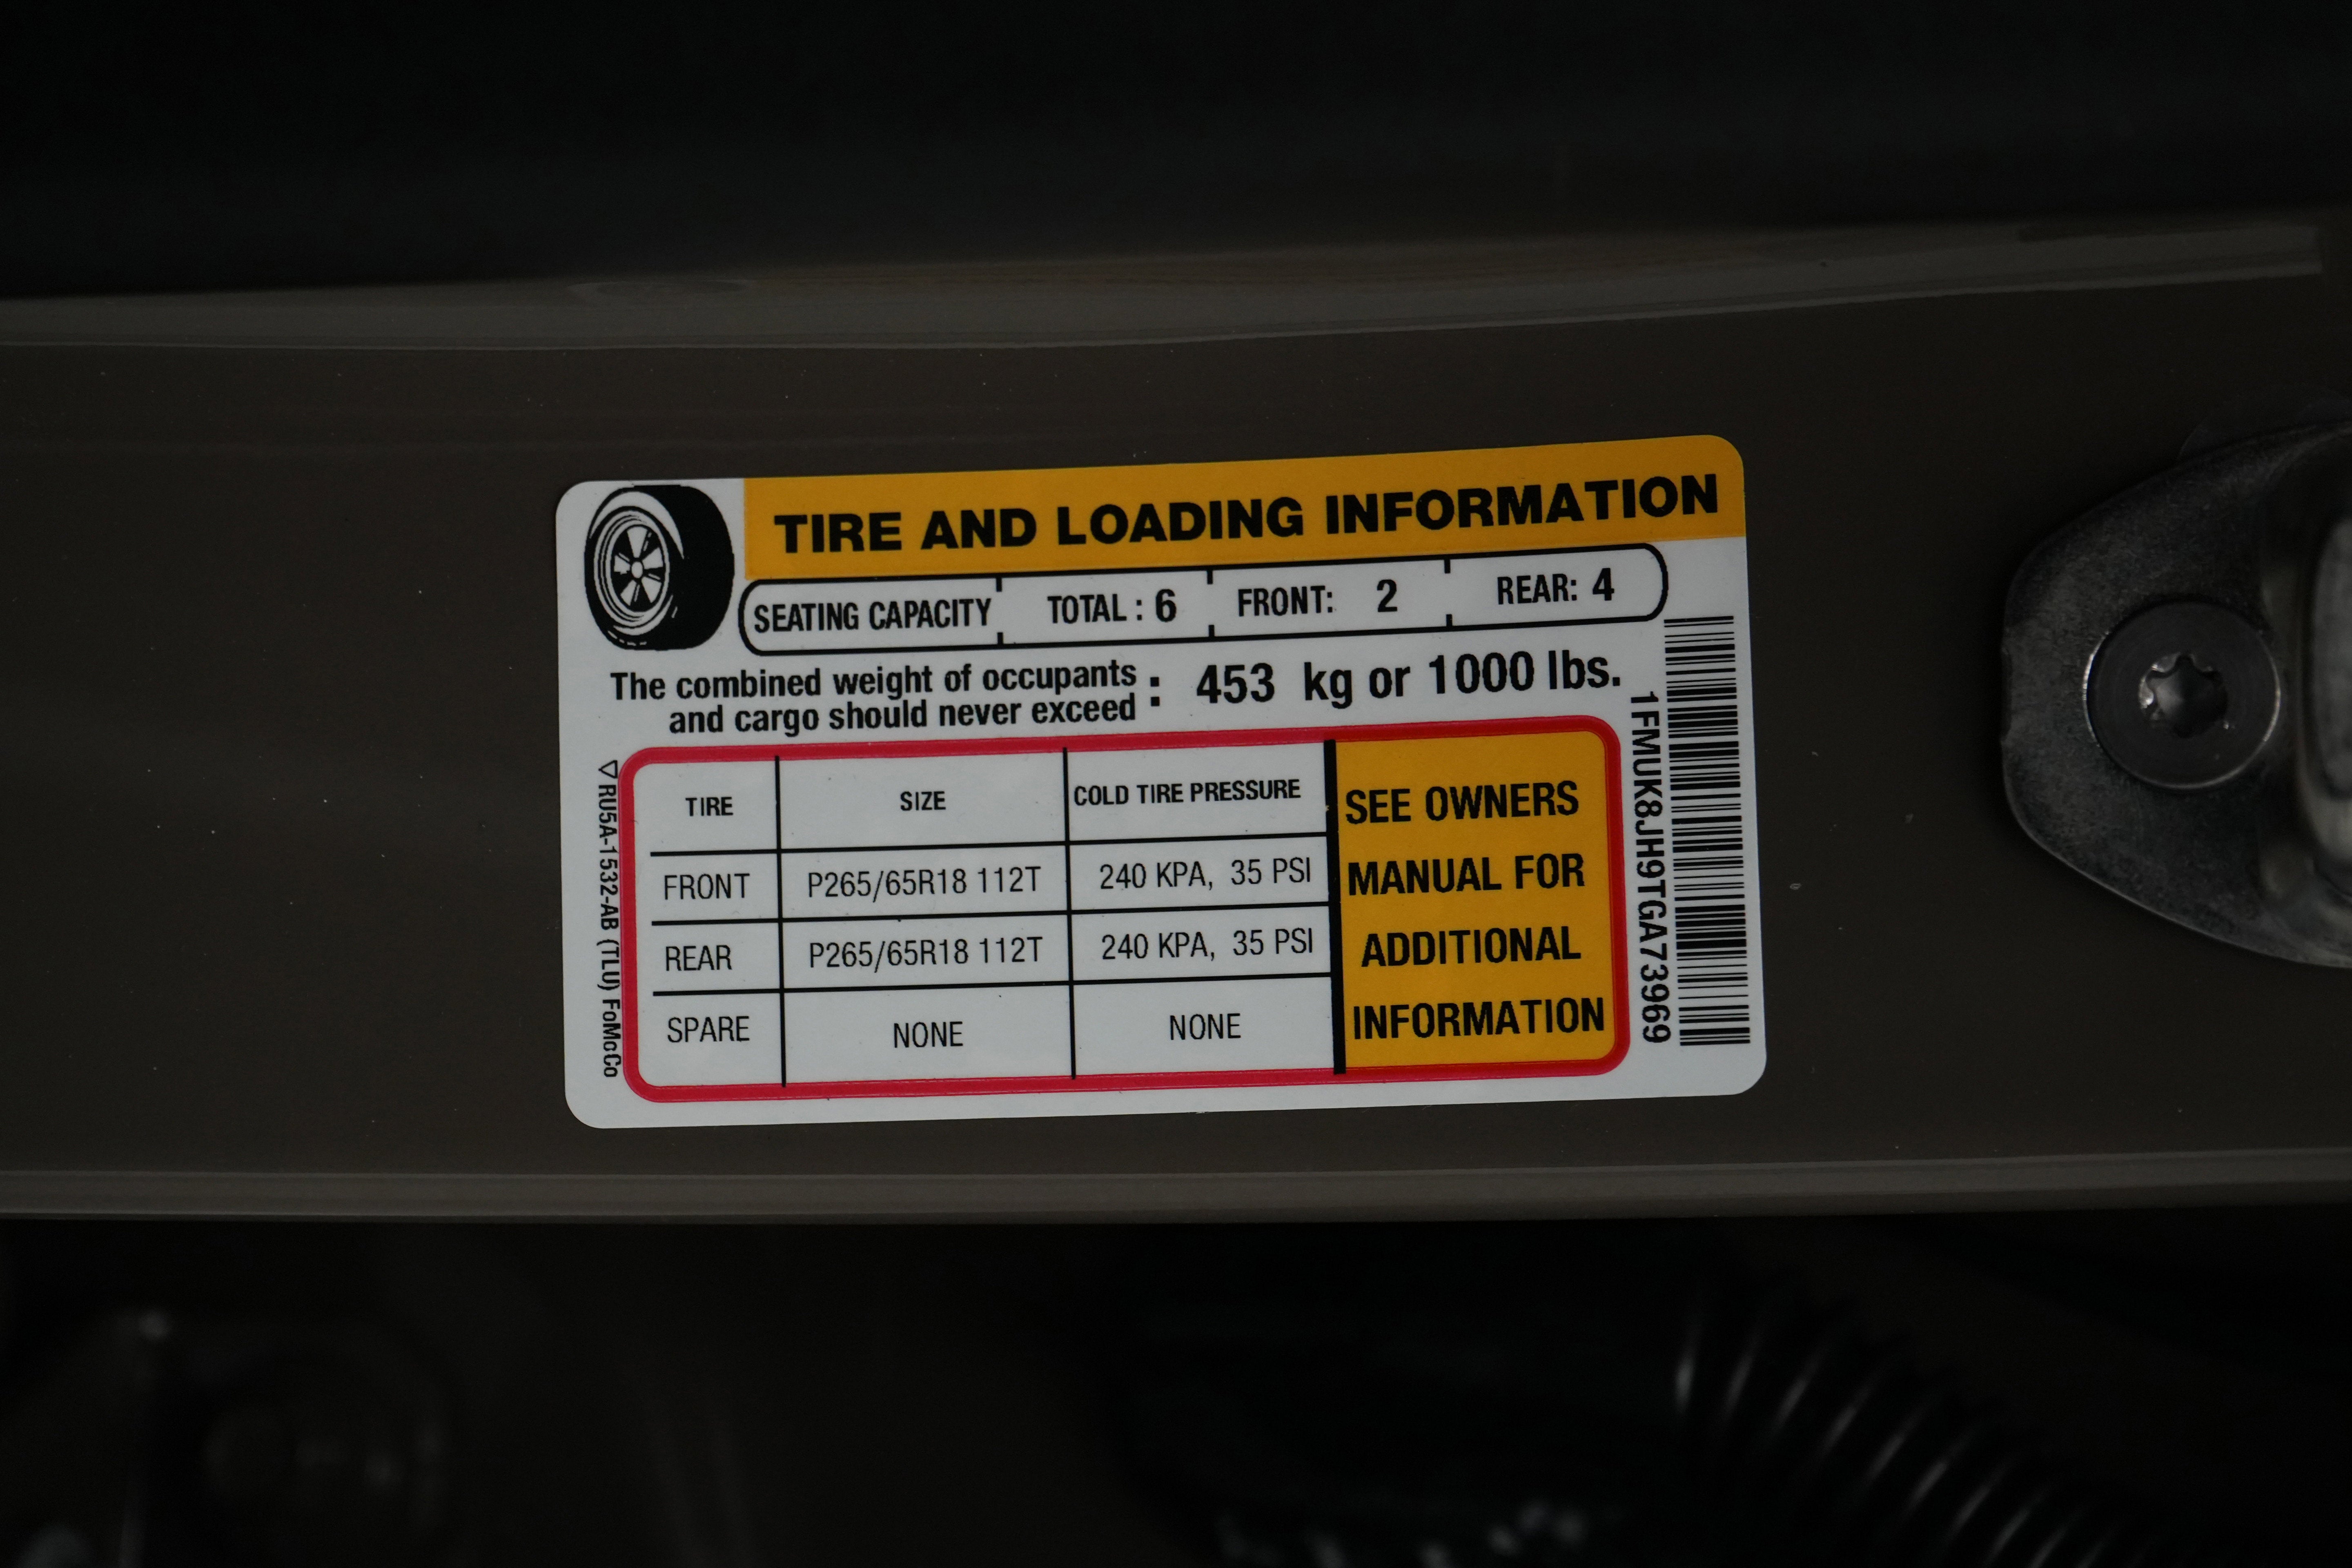 TIRE AND LOADING INFORMATION
SEATING CAPACITY TOTAL : 6 FRONT: 2 REAR: 4
The combined weight of occupants
and cargo should never exceed : 453 kg or 1000 lbs.
TIRE SIZE COLD TIRE PRESSURE
FRONT P265/65R18 112T 240 KPA, 35 PSI
REAR P265/65R18 112T 240 KPA, 35 PSI
SPARE NONE NONE
SEE OWNERS
MANUAL FOR
ADDITIONAL
INFORMATION
1FMUK8JH9TGA73969
RU5A-1532-AB (TLU) FoMoCo